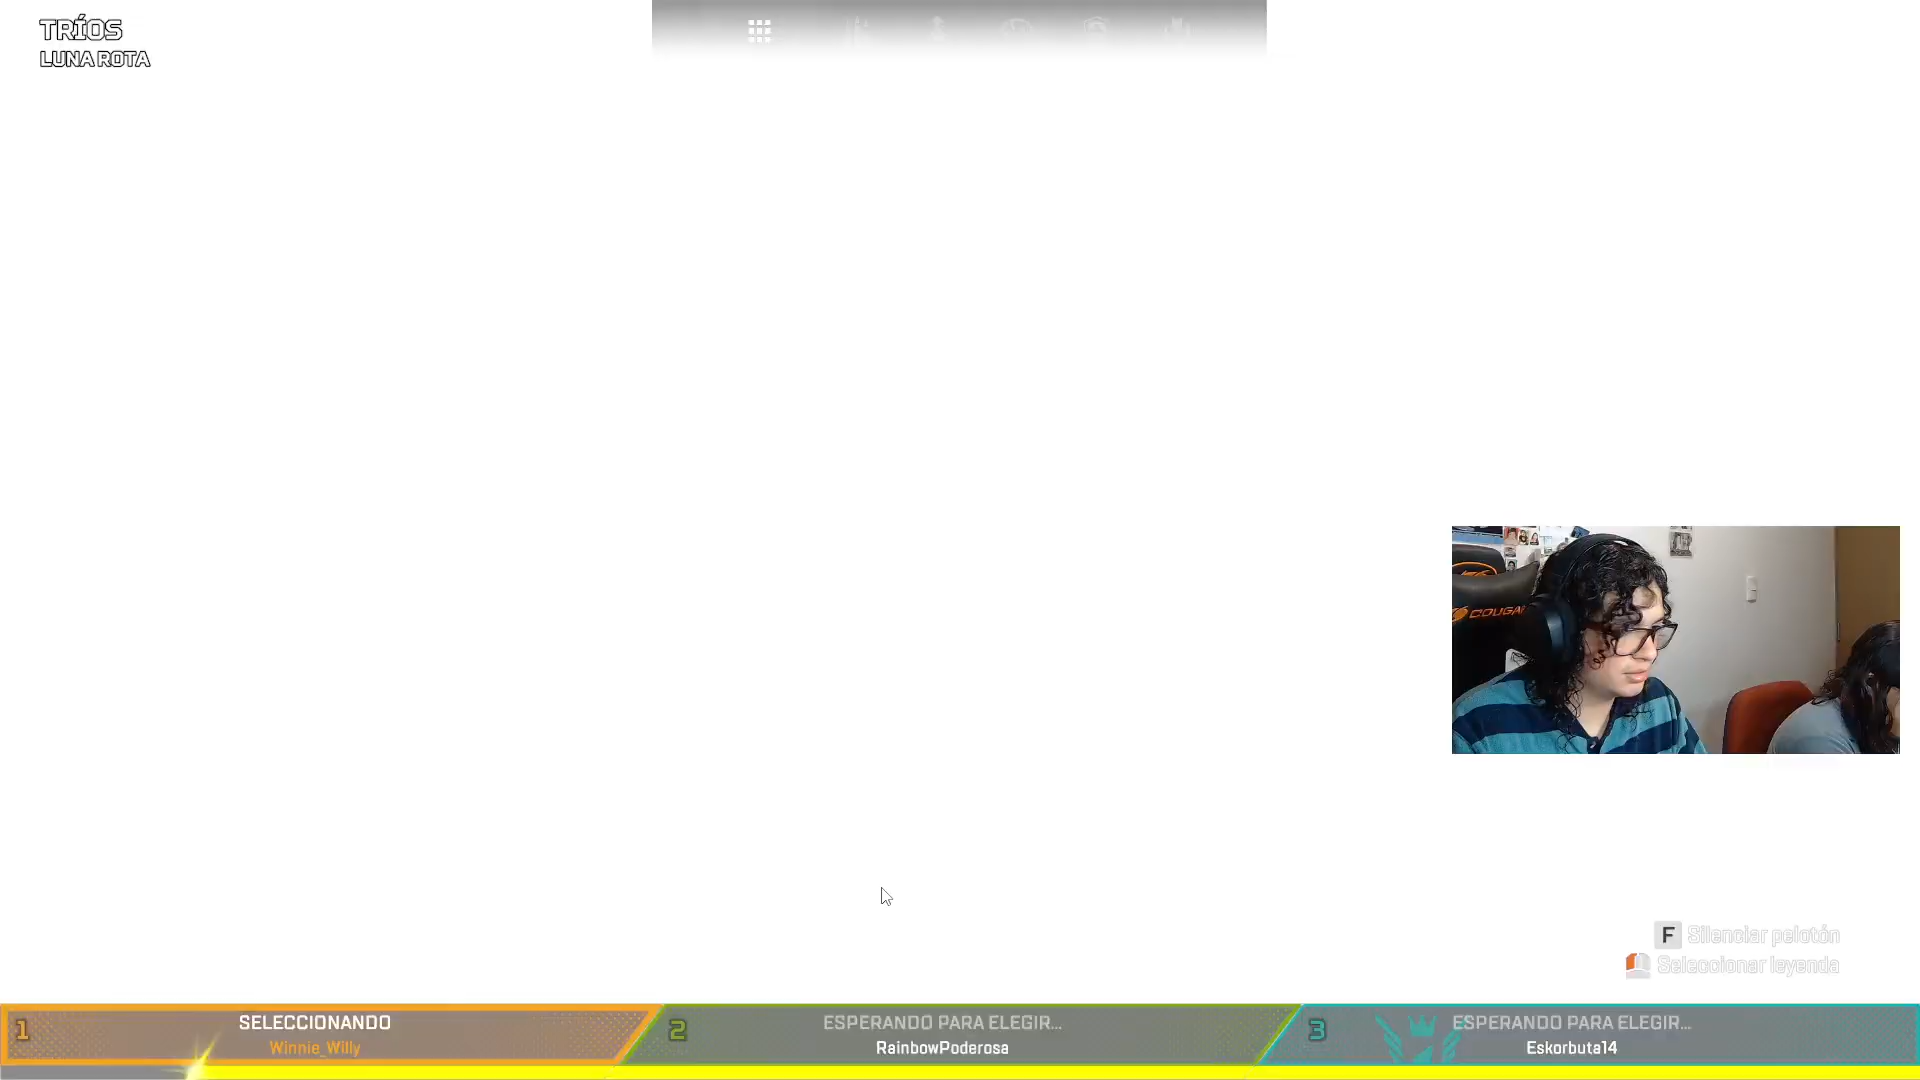 TRÍOS
LUNA ROTA
COUGAR
F Silenciar pelotón
Seleccionar leyenda
1 SELECCIONANDO
Winnie_Willy
2 ESPERANDO PARA ELEGIR...
RainbowPoderosa
3 ESPERANDO PARA ELEGIR...
Eskorbuta14